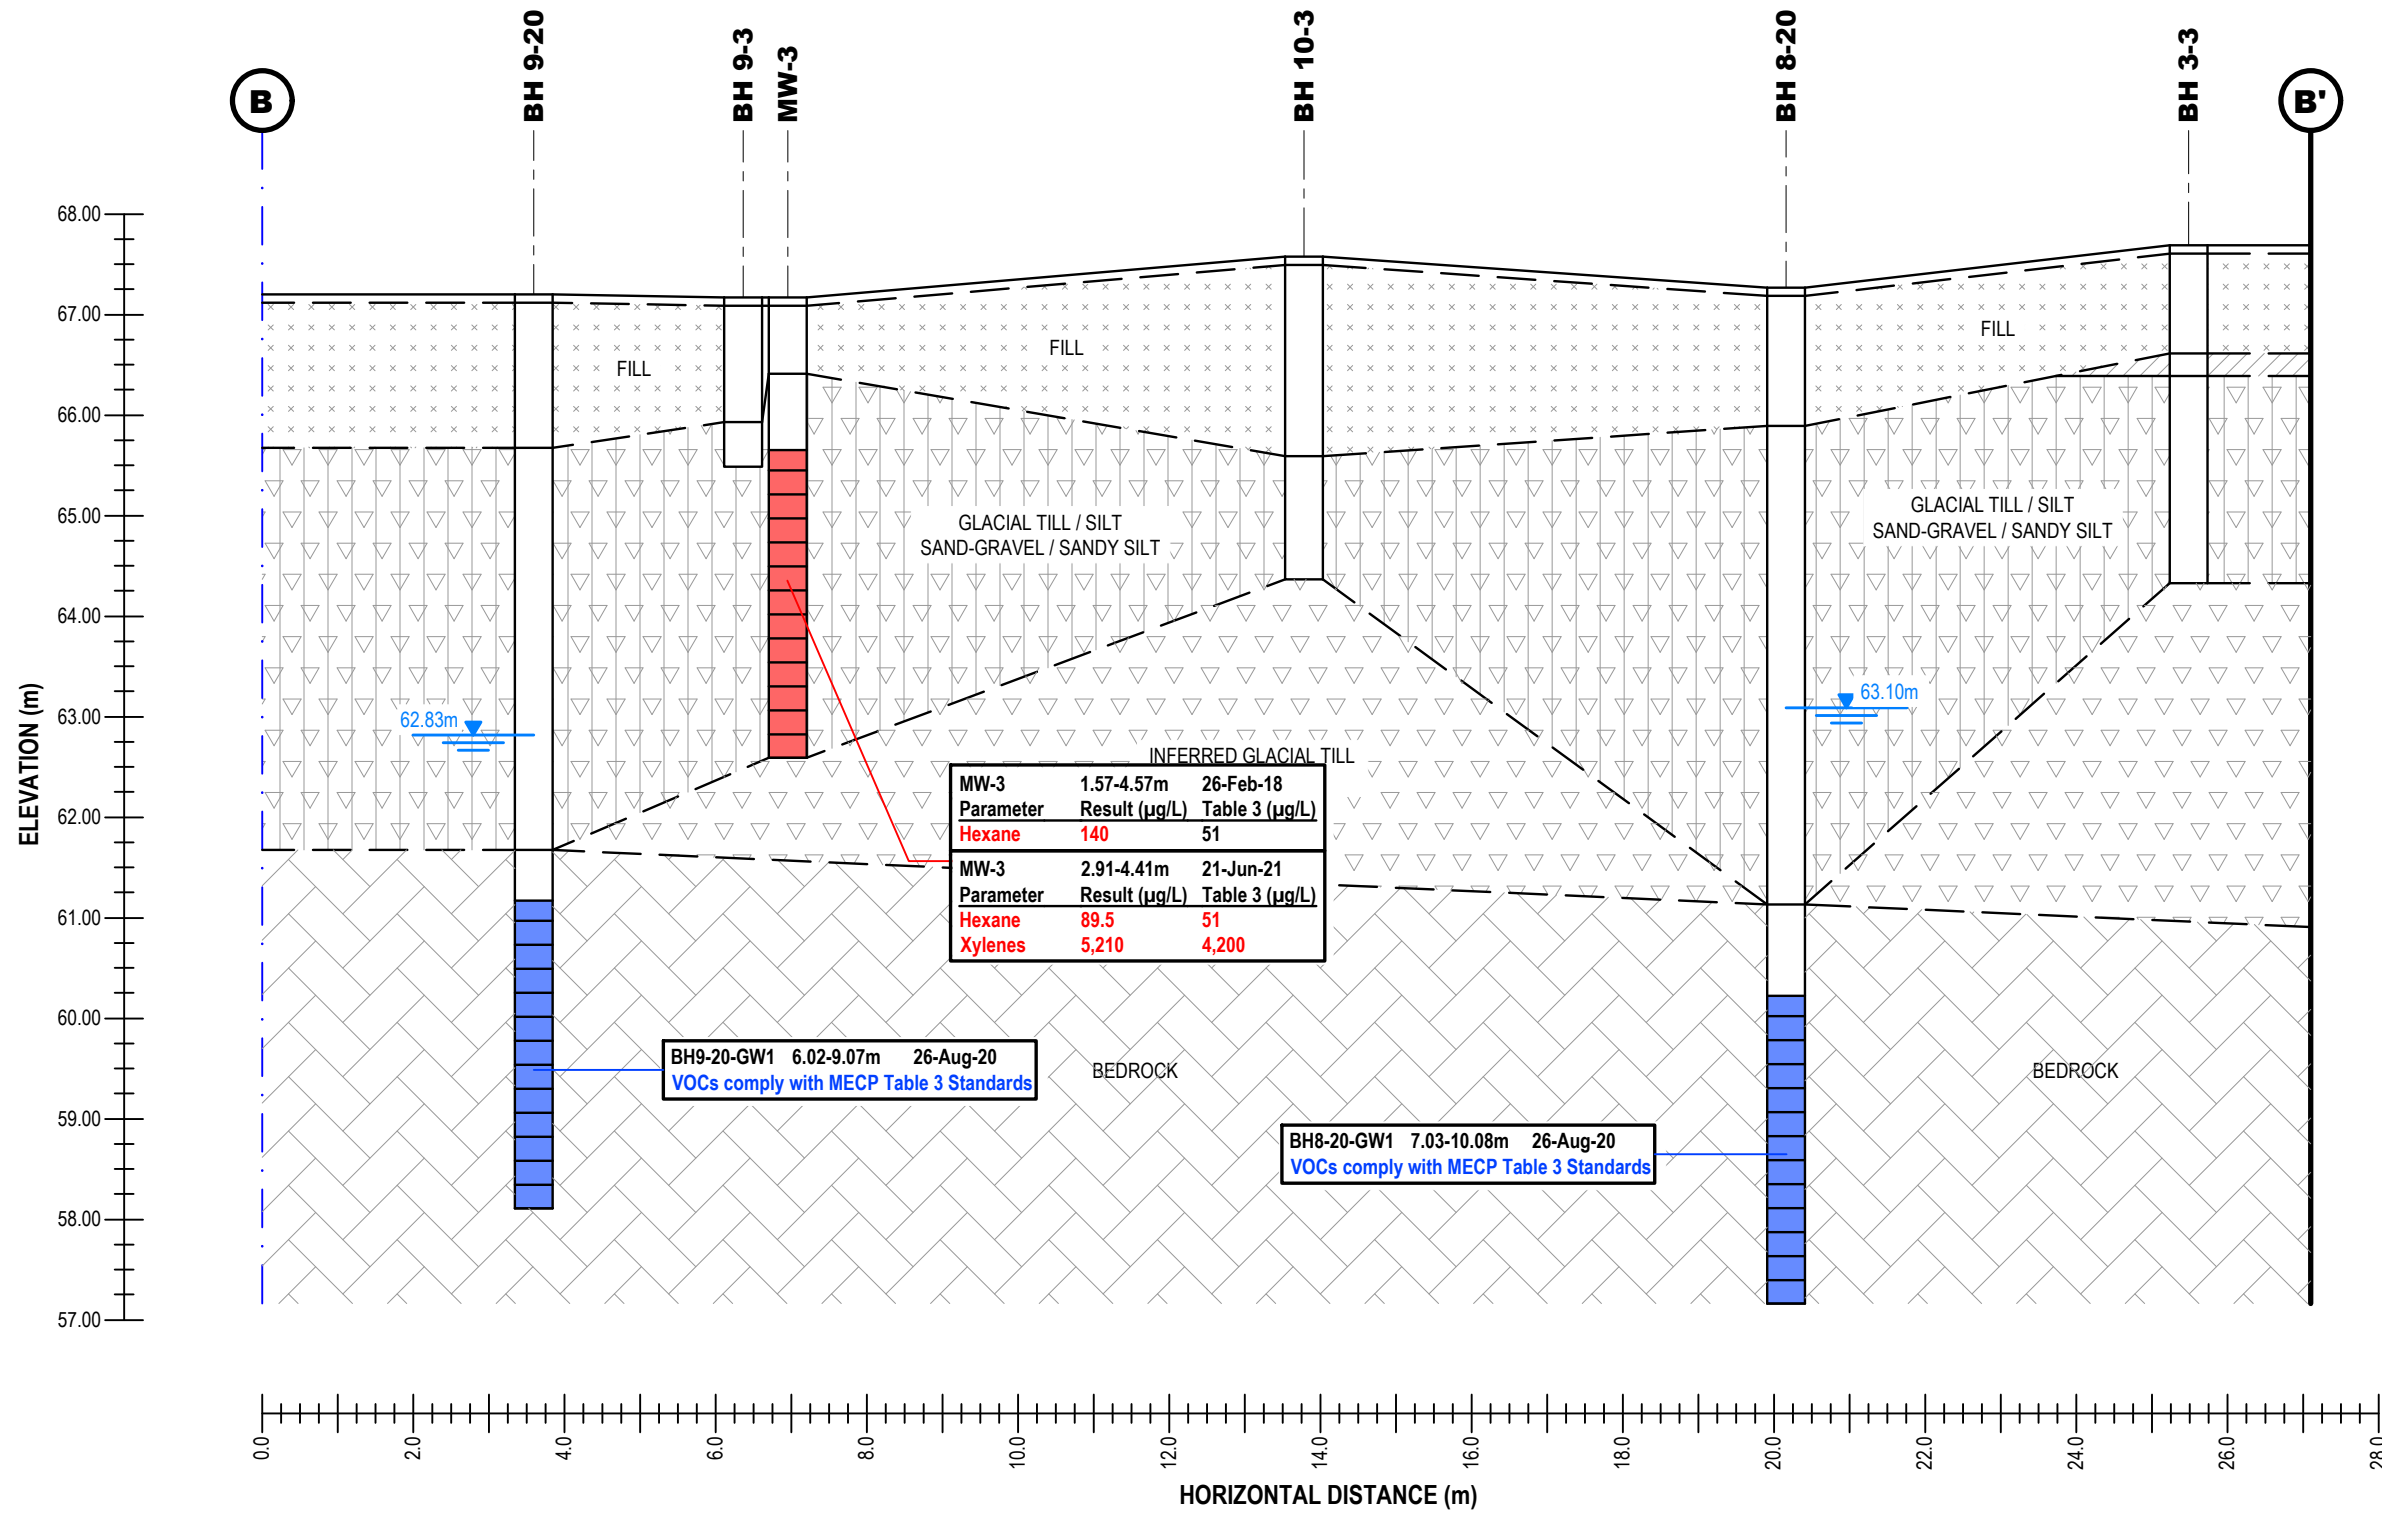 BH 9-20
BH 9-3
MW-3
BH 10-3
BH 8-20
BH 3-3
B
B'
68.00
67.00
66.00
65.00
64.00
63.00
62.00
61.00
60.00
59.00
58.00
57.00
ELEVATION (m)
FILL
FILL
FILL
GLACIAL TILL / SILT
SAND-GRAVEL / SANDY SILT
GLACIAL TILL / SILT
SAND-GRAVEL / SANDY SILT
62.83m
63.10m
INFERRED GLACIAL TILL
MW-3 1.57-4.57m 26-Feb-18
Parameter Result (µg/L) Table 3 (µg/L)
Hexane 140 51
MW-3 2.91-4.41m 21-Jun-21
Parameter Result (µg/L) Table 3 (µg/L)
Hexane 89.5 51
Xylenes 5,210 4,200
BH9-20-GW1 6.02-9.07m 26-Aug-20
VOCs comply with MECP Table 3 Standards
BEDROCK
BEDROCK
BH8-20-GW1 7.03-10.08m 26-Aug-20
VOCs comply with MECP Table 3 Standards
0.0 2.0 4.0 6.0 8.0 10.0 12.0 14.0 16.0 18.0 20.0 22.0 24.0 26.0 28.0
HORIZONTAL DISTANCE (m)